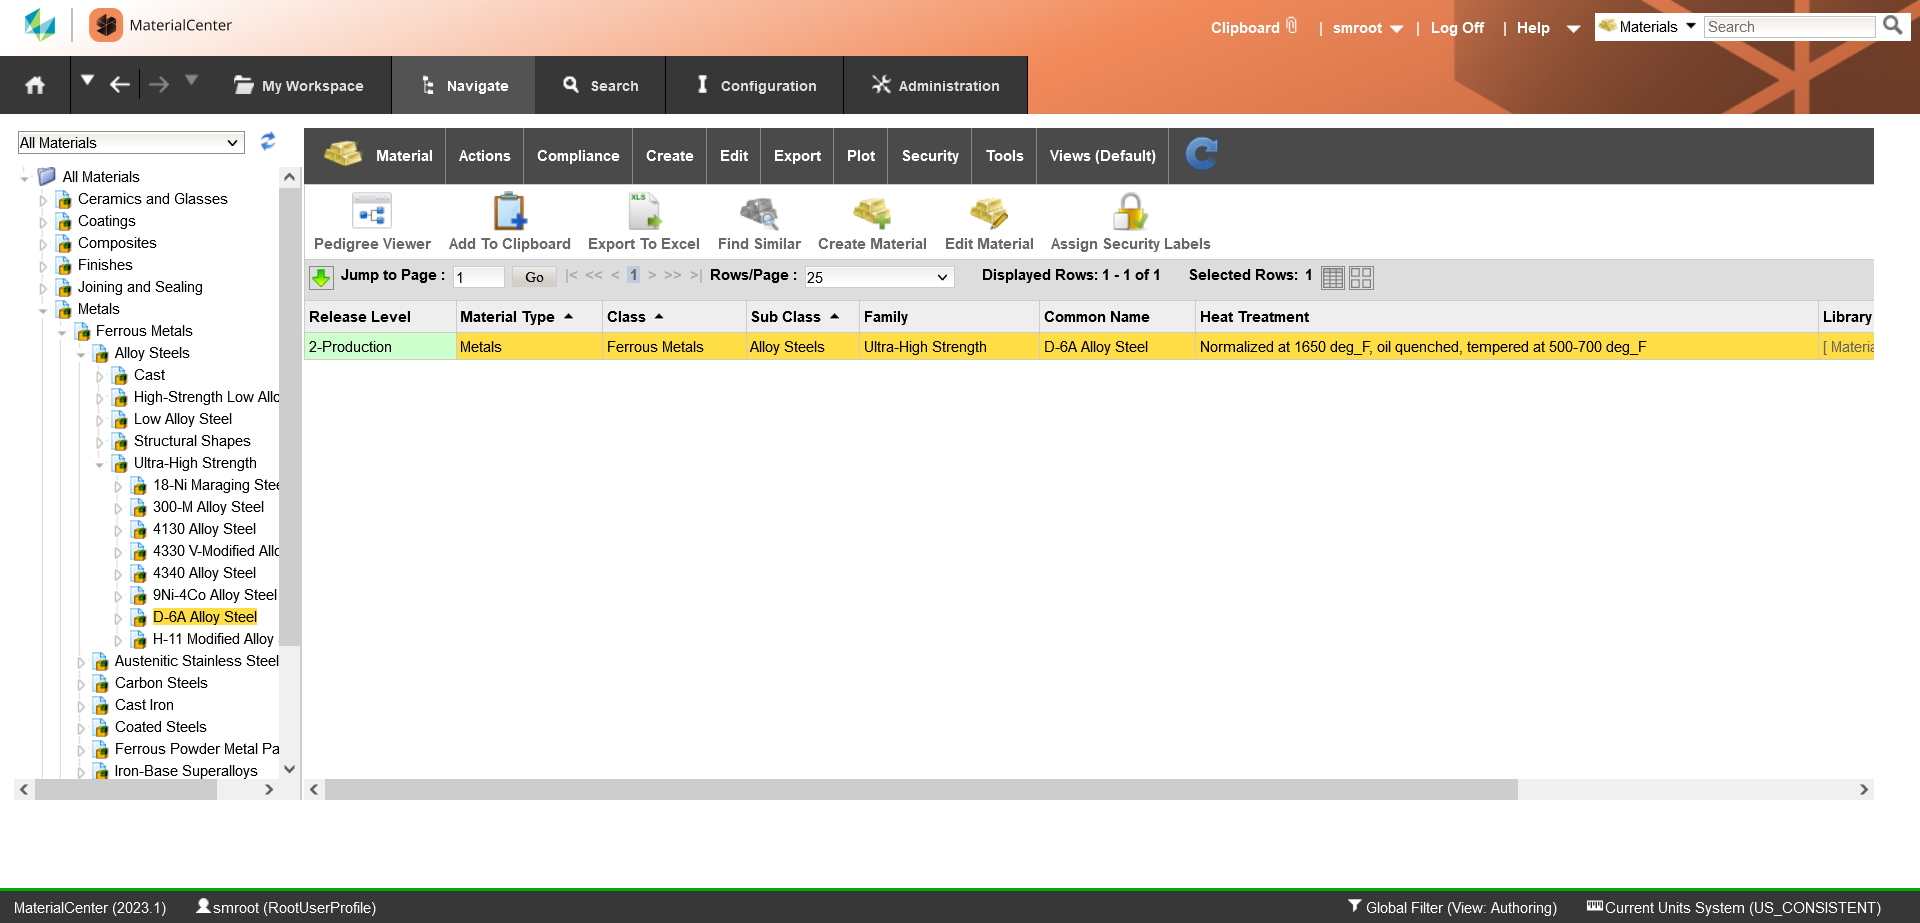 MaterialCenter
Clipboard | smroot | Log Off | Help
Materials Search
My Workspace Navigate Search Configuration Administration
All Materials
Material Actions Compliance Create Edit Export Plot Security Tools Views (Default)
All Materials
Ceramics and Glasses
Coatings
Composites
Finishes
Joining and Sealing
Metals
Ferrous Metals
Alloy Steels
Cast
High-Strength Low Allo
Low Alloy Steel
Structural Shapes
Ultra-High Strength
18-Ni Maraging Stee
300-M Alloy Steel
4130 Alloy Steel
4330 V-Modified Allo
4340 Alloy Steel
9Ni-4Co Alloy Steel
D-6A Alloy Steel
H-11 Modified Alloy
Austenitic Stainless Steel
Carbon Steels
Cast Iron
Coated Steels
Ferrous Powder Metal Pa
Iron-Base Superalloys
XLS
Pedigree Viewer Add To Clipboard Export To Excel Find Similar Create Material Edit Material Assign Security Labels
Jump to Page : 1 Go |< << < 1 > >> >| Rows/Page : 25 Displayed Rows: 1 - 1 of 1 Selected Rows: 1
Release Level Material Type Class Sub Class Family Common Name Heat Treatment Library
2-Production Metals Ferrous Metals Alloy Steels Ultra-High Strength D-6A Alloy Steel Normalized at 1650 deg_F, oil quenched, tempered at 500-700 deg_F [ Materia
MaterialCenter (2023.1) smroot (RootUserProfile) Global Filter (View: Authoring) Current Units System (US_CONSISTENT)